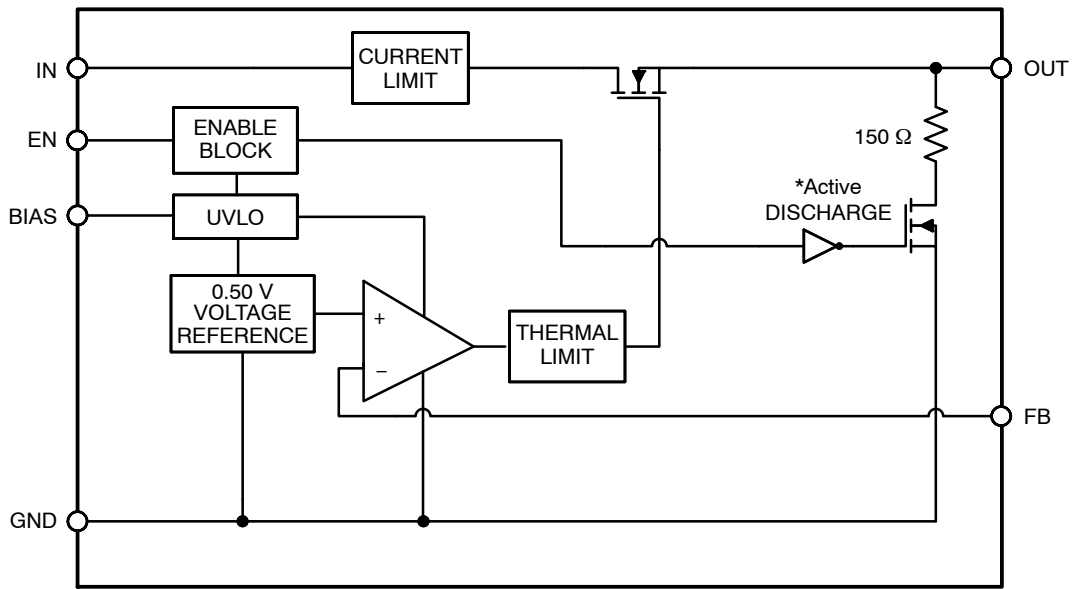 IN
CURRENT
LIMIT
OUT
EN
ENABLE
BLOCK
150 Ω
*Active
DISCHARGE
BIAS
UVLO
0.50 V
VOLTAGE
REFERENCE
+
−
THERMAL
LIMIT
FB
GND